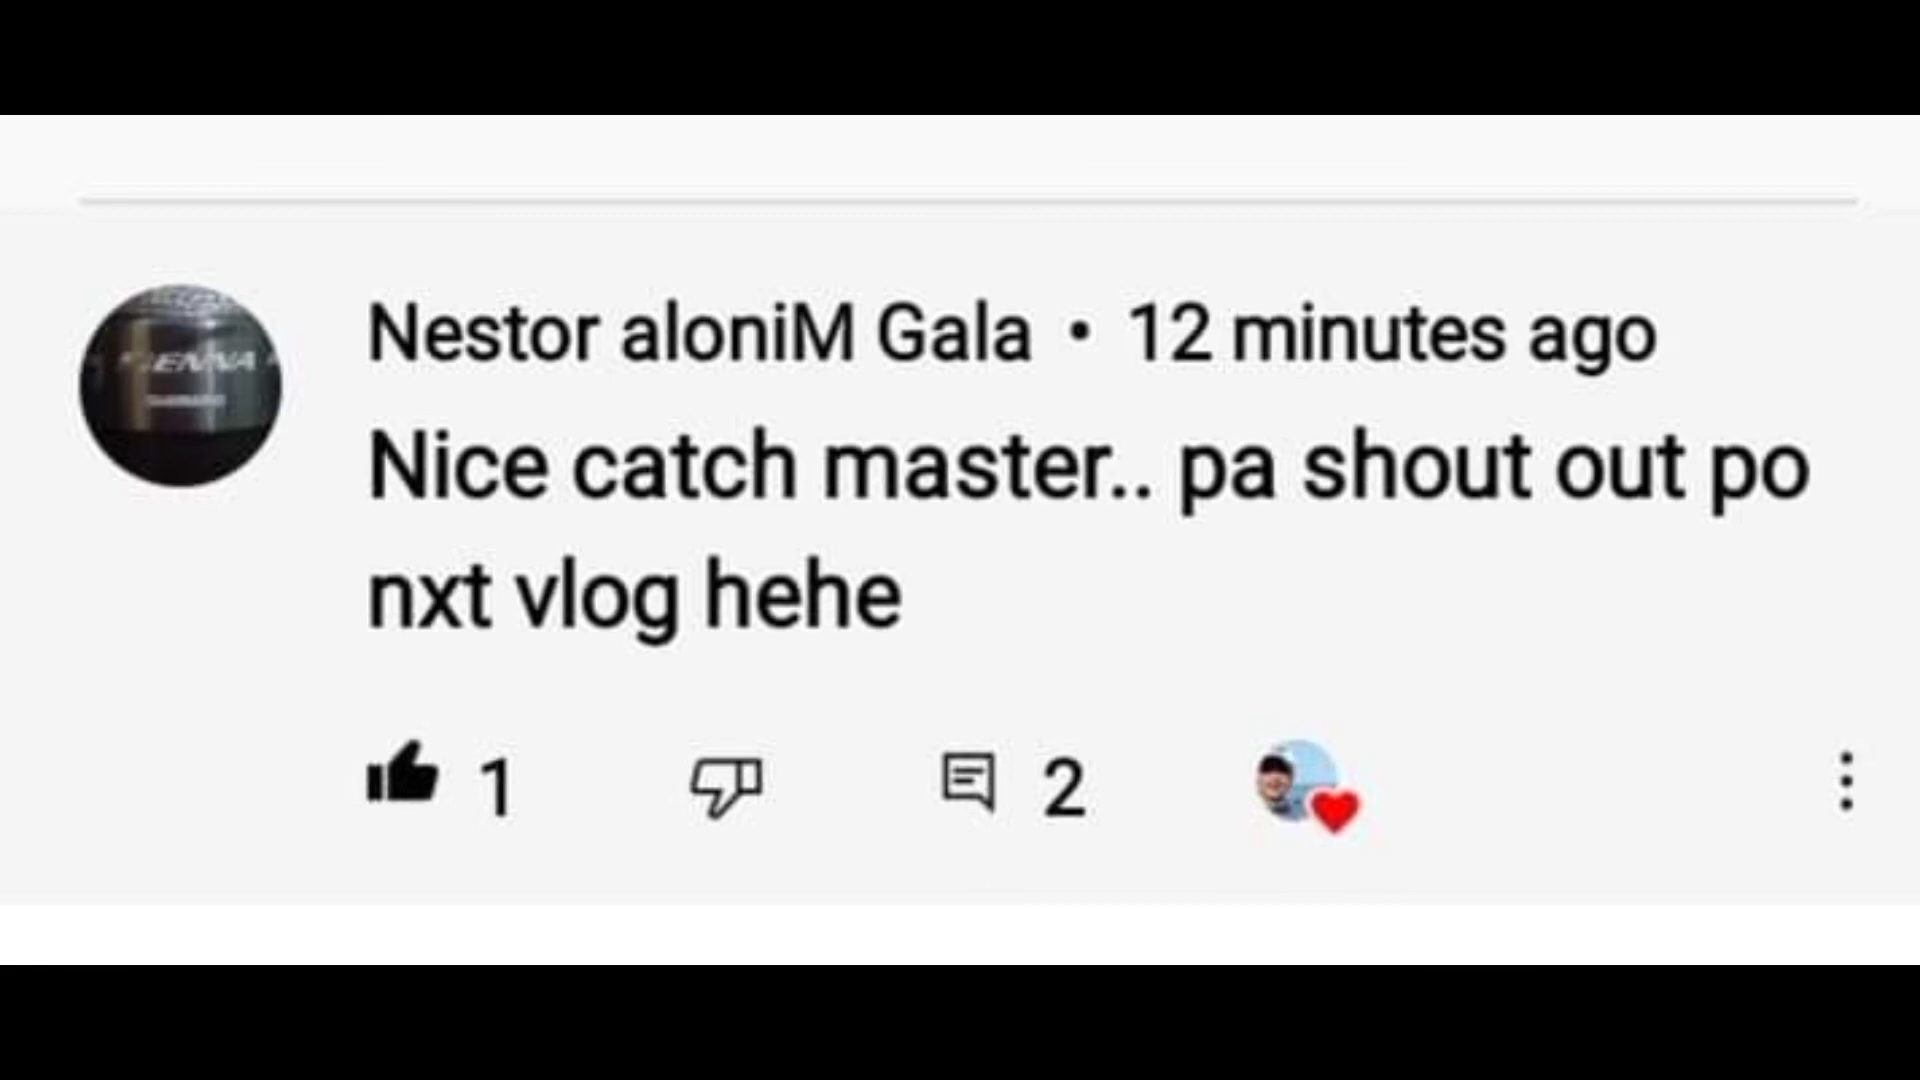 Nestor aloniM Gala • 12 minutes ago
Nice catch master.. pa shout out po
nxt vlog hehe
1 2